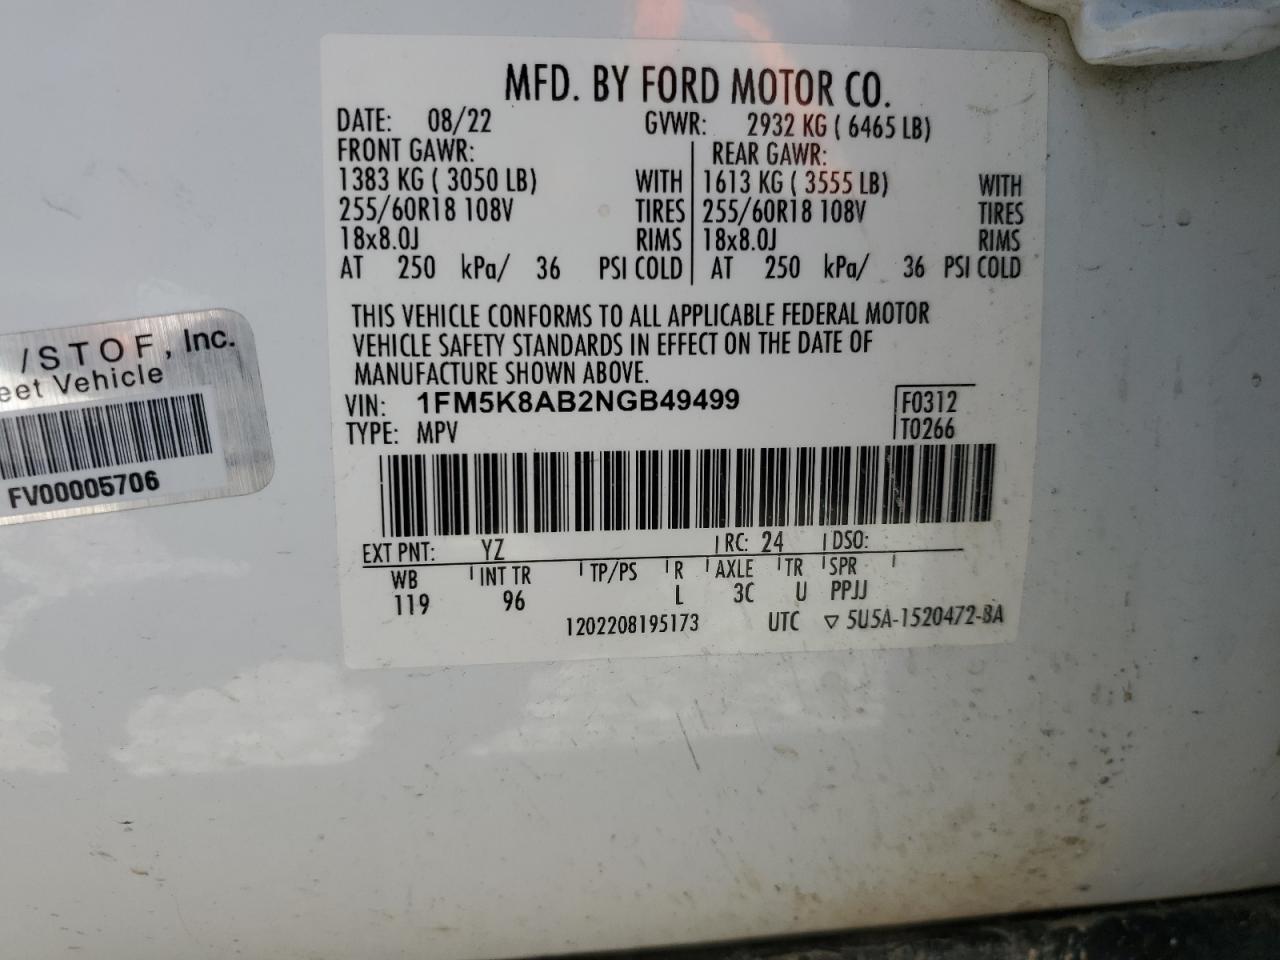 MFD. BY FORD MOTOR CO.
DATE: 08/22 GVWR: 2932 KG ( 6465 LB)
FRONT GAWR: REAR GAWR:
1383 KG ( 3050 LB) WITH 1613 KG ( 3555 LB) WITH
255/60R18 108V TIRES 255/60R18 108V TIRES
18x8.0J RIMS 18x8.0J RIMS
AT 250 kPa/ 36 PSI COLD AT 250 kPa/ 36 PSI COLD
THIS VEHICLE CONFORMS TO ALL APPLICABLE FEDERAL MOTOR
VEHICLE SAFETY STANDARDS IN EFFECT ON THE DATE OF
MANUFACTURE SHOWN ABOVE.
VIN: 1FM5K8AB2NGB49499 F0312
TYPE: MPV T0266
EXT PNT: YZ RC: 24 DSO:
WB INT TR TP/PS R AXLE TR SPR
119 96 L 3C U PPJJ
1202208195173 UTC ▽ 5U5A-1520472-BA
/STOF, Inc.
eet Vehicle
FV00005706